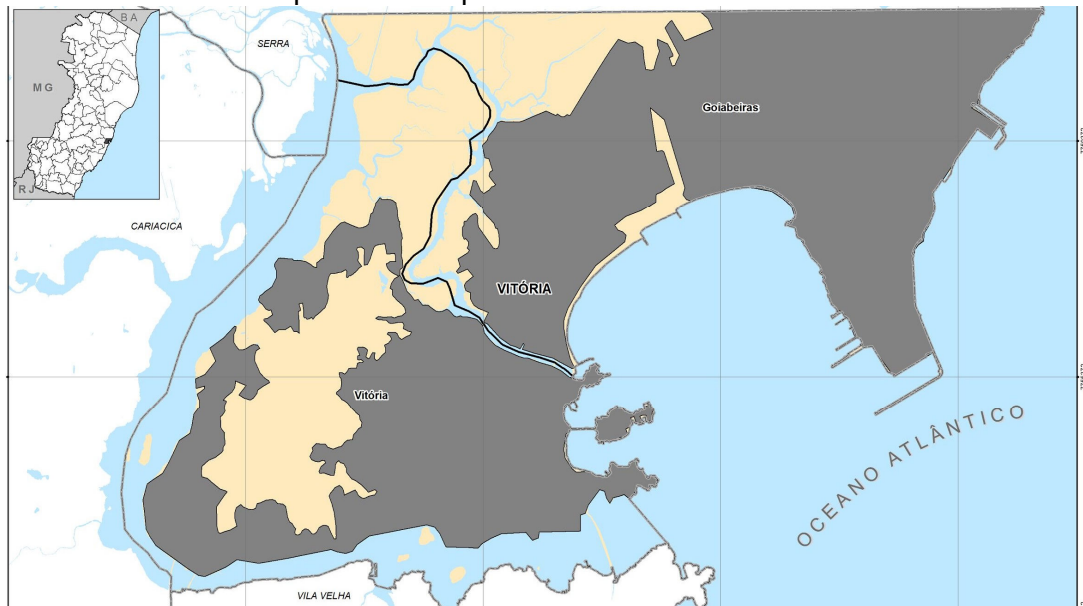 BA
SERRA
MG
Goiabeiras
RJ
CARIACICA
VITÓRIA
Vitória
OCEANO ATLÂNTICO
VILA VELHA